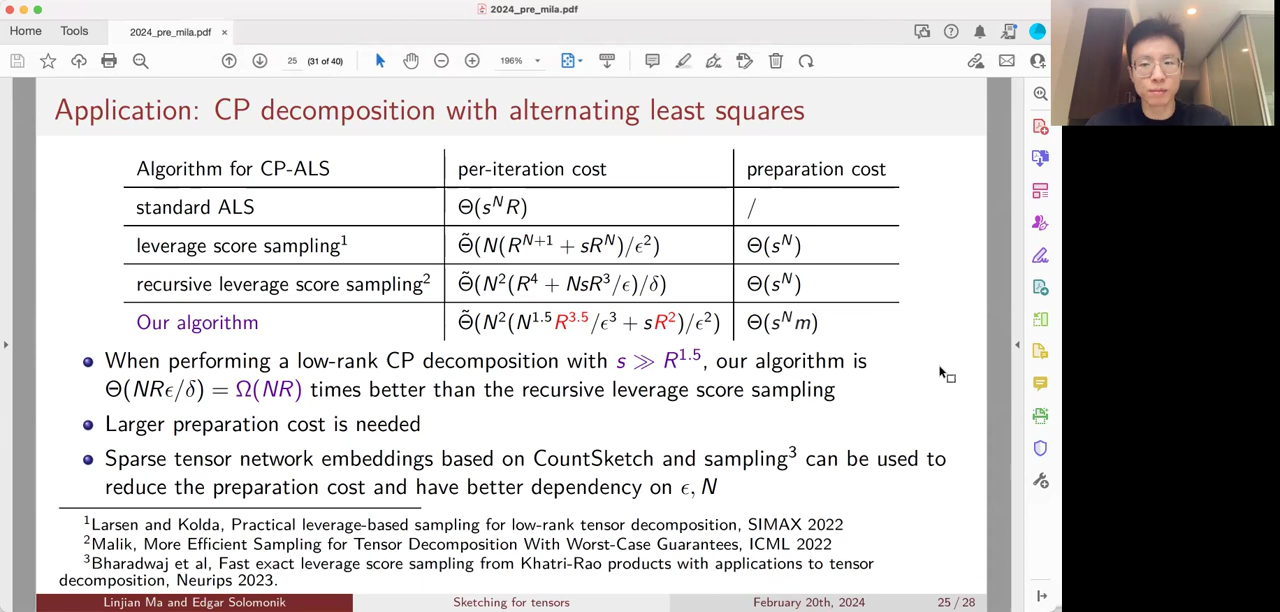 2024_pre_mila.pdf
Home Tools 2024_pre_mila.pdf ×
25 (31 of 40) 196%
Application: CP decomposition with alternating least squares
Algorithm for CP-ALS per-iteration cost preparation cost
standard ALS Θ(s^N R) /
leverage score sampling¹ Θ̃(N(R^{N+1} + sR^N)/ϵ²) Θ(s^N)
recursive leverage score sampling² Θ̃(N²(R⁴ + NsR³/ϵ)/δ) Θ(s^N)
Our algorithm Θ̃(N²(N^{1.5}R^{3.5}/ϵ³ + sR²)/ϵ²) Θ(s^N m)
When performing a low-rank CP decomposition with s ≫ R^{1.5}, our algorithm is
Θ(NRϵ/δ) = Ω(NR) times better than the recursive leverage score sampling
Larger preparation cost is needed
Sparse tensor network embeddings based on CountSketch and sampling³ can be used to
reduce the preparation cost and have better dependency on ϵ, N
¹Larsen and Kolda, Practical leverage-based sampling for low-rank tensor decomposition, SIMAX 2022
²Malik, More Efficient Sampling for Tensor Decomposition With Worst-Case Guarantees, ICML 2022
³Bharadwaj et al, Fast exact leverage score sampling from Khatri-Rao products with applications to tensor
decomposition, Neurips 2023.
Linjian Ma and Edgar Solomonik Sketching for tensors February 20th, 2024 25 / 28